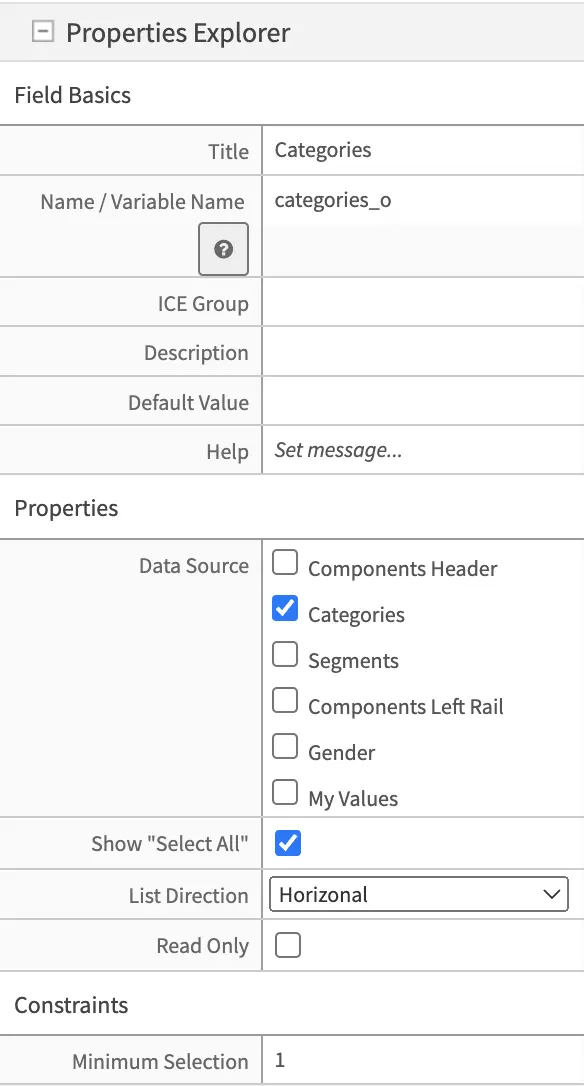 Properties Explorer
Field Basics
Title Categories
Name / Variable Name categories_o
?
ICE Group
Description
Default Value
Help Set message...
Properties
Data Source Components Header
Categories
Segments
Components Left Rail
Gender
My Values
Show "Select All"
List Direction Horizonal
Read Only
Constraints
Minimum Selection 1